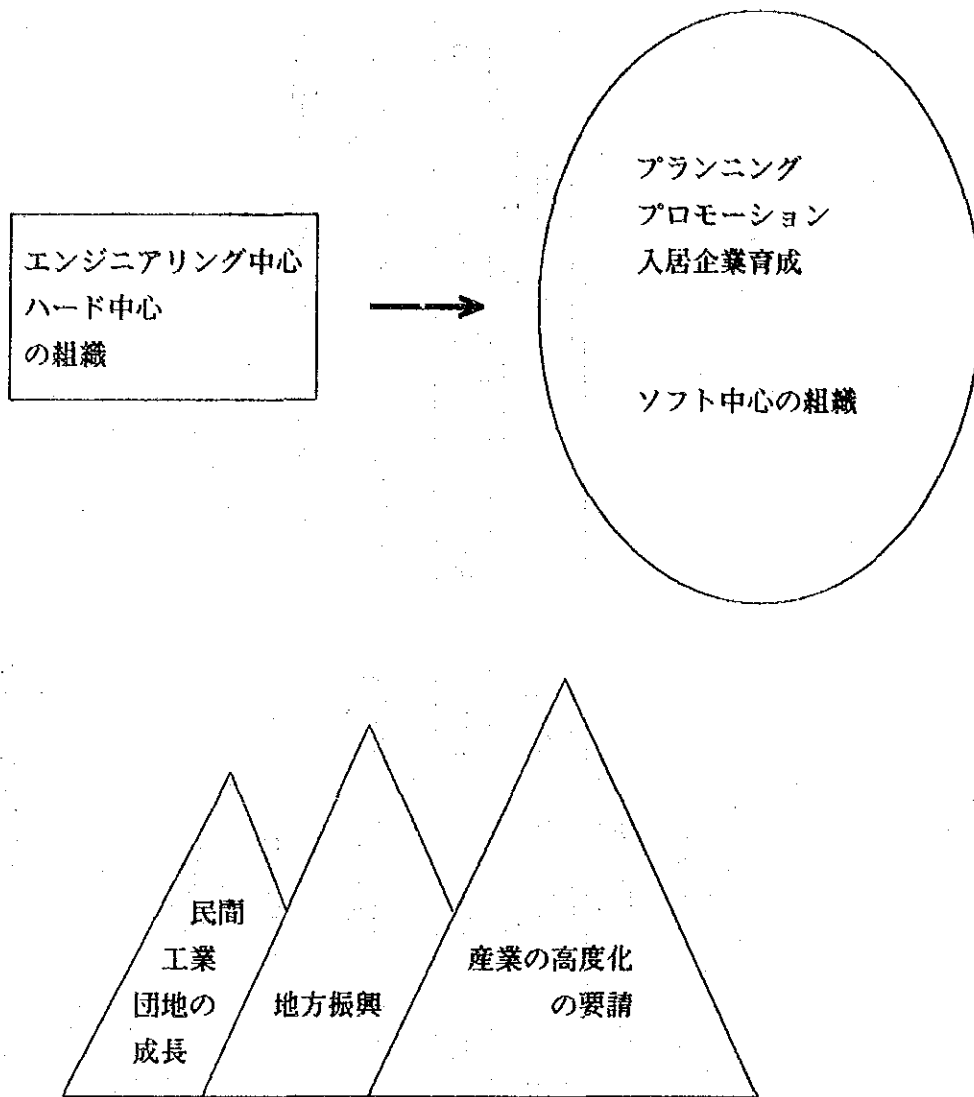 エンジニアリング中心
ハード中心
の組織
プランニング
プロモーション
入居企業育成
ソフト中心の組織
民間
工業
団地の
成長
地方振興
産業の高度化
の要請